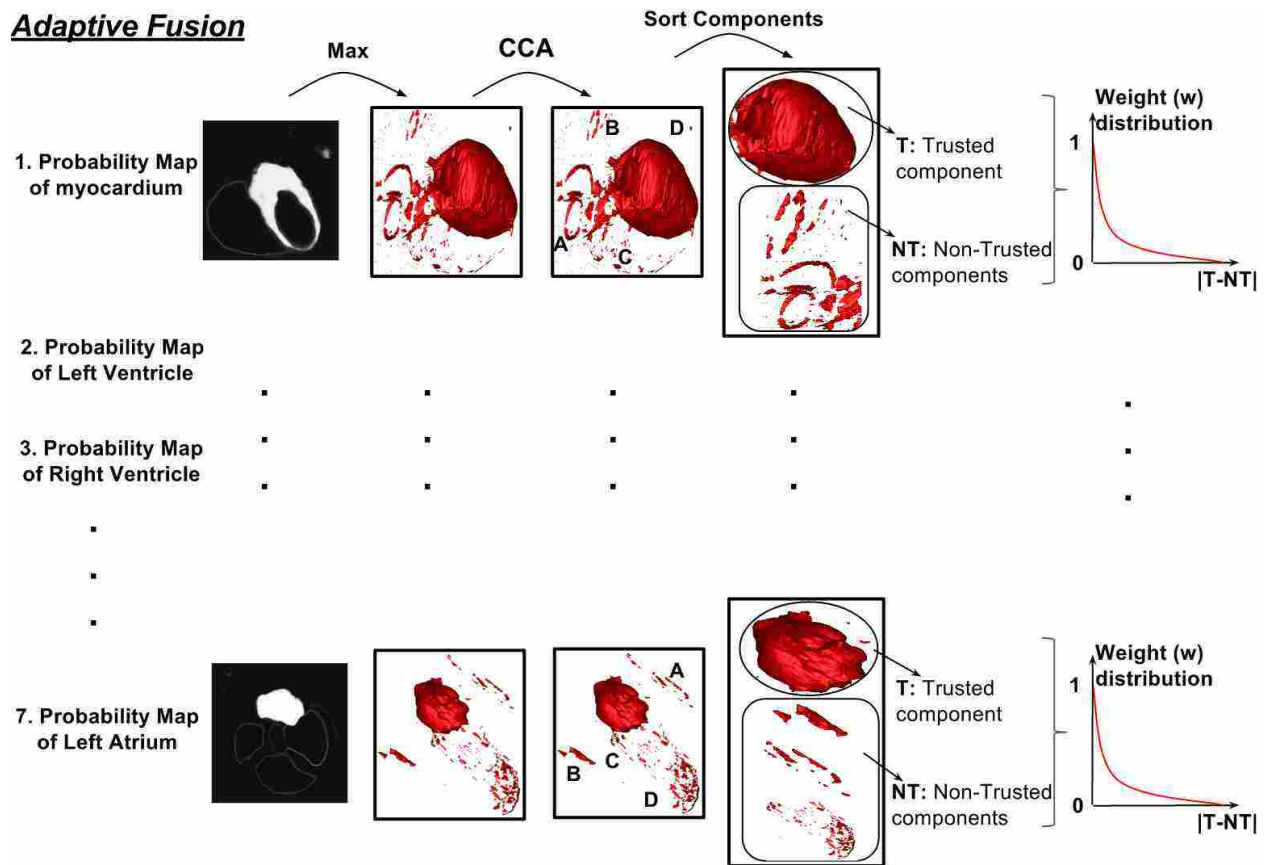 Adaptive Fusion
Max
CCA
Sort Components
1. Probability Map
of myocardium
B
D
A
C
T: Trusted
component
NT: Non-Trusted
components
Weight (w)
distribution
1
0
|T-NT|
2. Probability Map
of Left Ventricle
3. Probability Map
of Right Ventricle
7. Probability Map
of Left Atrium
A
B
C
D
T: Trusted
component
NT: Non-Trusted
components
Weight (w)
distribution
1
0
|T-NT|